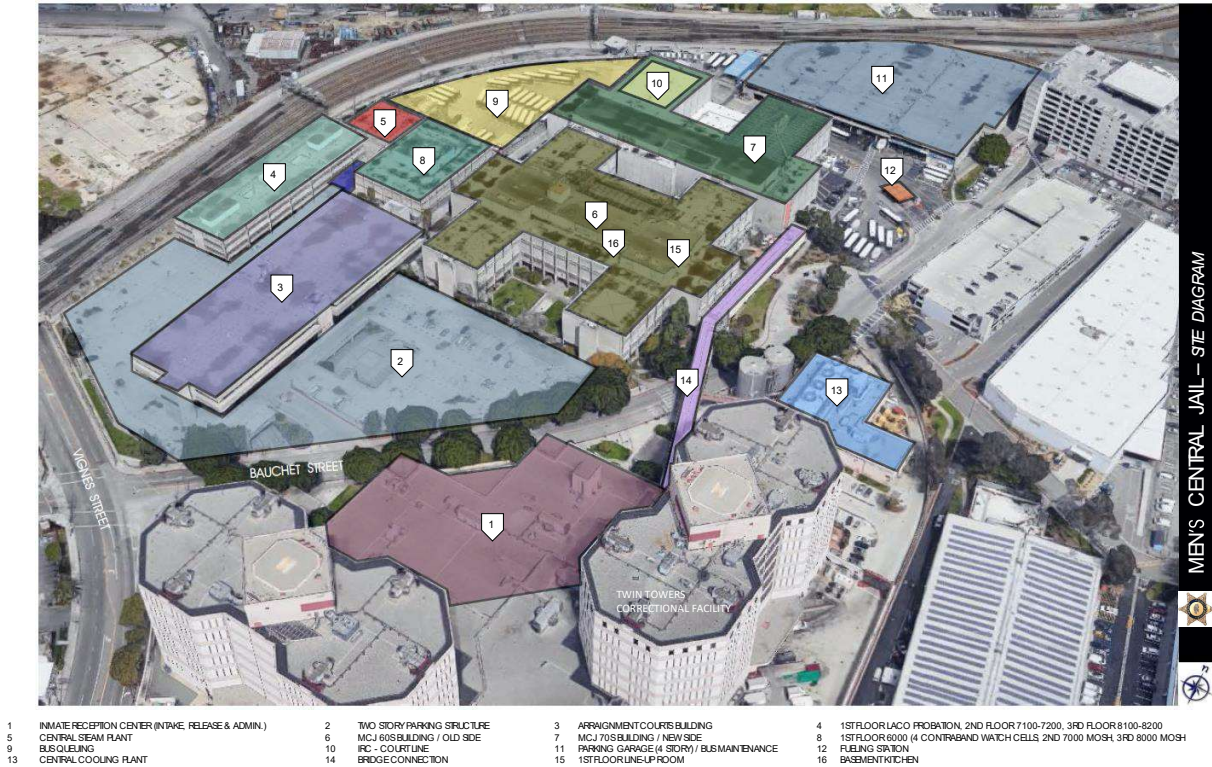 10
11
9
7
5
8
4
12
6
16
15
3
2
14
13
BAUCHET STREET
VIGNES STREET
1
TWIN TOWERS
CORRECTIONAL FACILITY
MEN'S CENTRAL JAIL – SITE DIAGRAM
1 INMATE RECEPTION CENTER (INTAKE, RELEASE & ADMIN.) 2 TWO STORY PARKING STRUCTURE 3 ARRAIGNMENT COURTS BUILDING 4 1ST FLOOR LACO PROBATION, 2ND FLOOR 7100-7200, 3RD FLOOR 8100-8200
5 CENTRAL STEAM PLANT 6 MCJ 60S BUILDING / OLD SIDE 7 MCJ 70S BUILDING / NEW SIDE 8 1ST FLOOR 6000 (4 CONTRABAND WATCH CELLS, 2ND 7000 MOSH, 3RD 8000 MOSH
9 BUS QUEUING 10 IRC - COURT LINE 11 PARKING GARAGE (4 STORY) / BUS MAINTENANCE 12 FUELING STATION
13 CENTRAL COOLING PLANT 14 BRIDGE CONNECTION 15 1ST FLOOR LINE-UP ROOM 16 BASEMENT KITCHEN